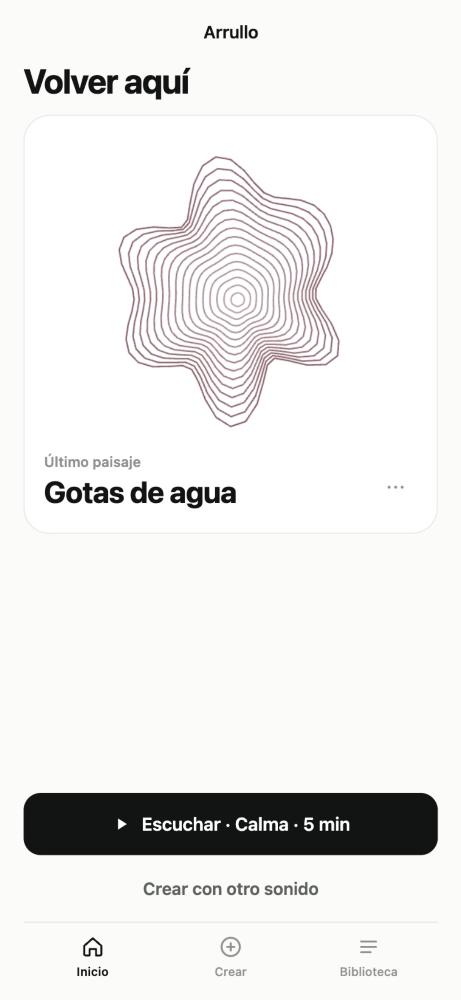 Arrullo
Volver aquí
Último paisaje
Gotas de agua
Escuchar · Calma · 5 min
Crear con otro sonido
Inicio
Crear
Biblioteca